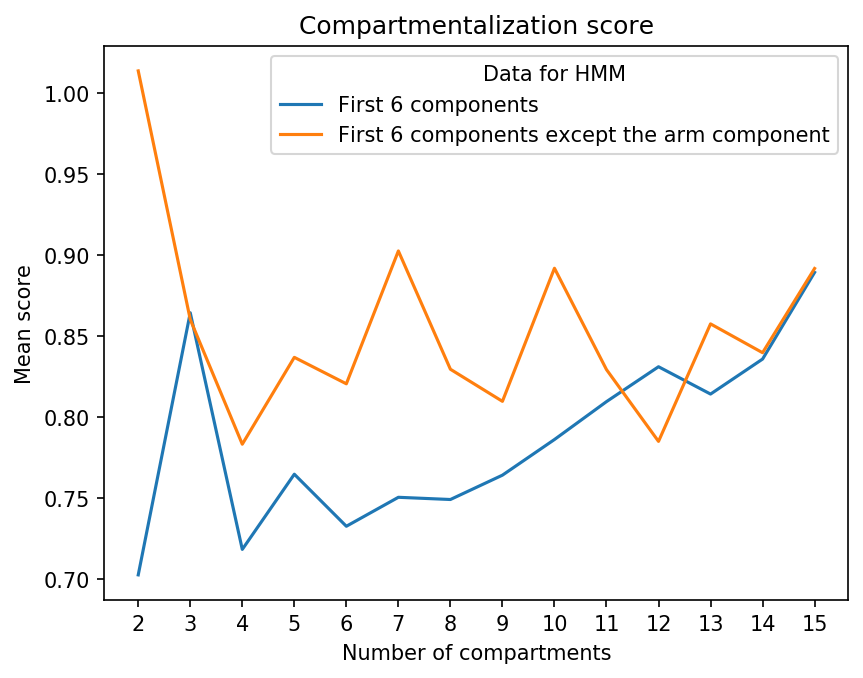 Compartmentalization score
Data for HMM
First 6 components
First 6 components except the arm component
Mean score
1.00
0.95
0.90
0.85
0.80
0.75
0.70
2 3 4 5 6 7 8 9 10 11 12 13 14 15
Number of compartments